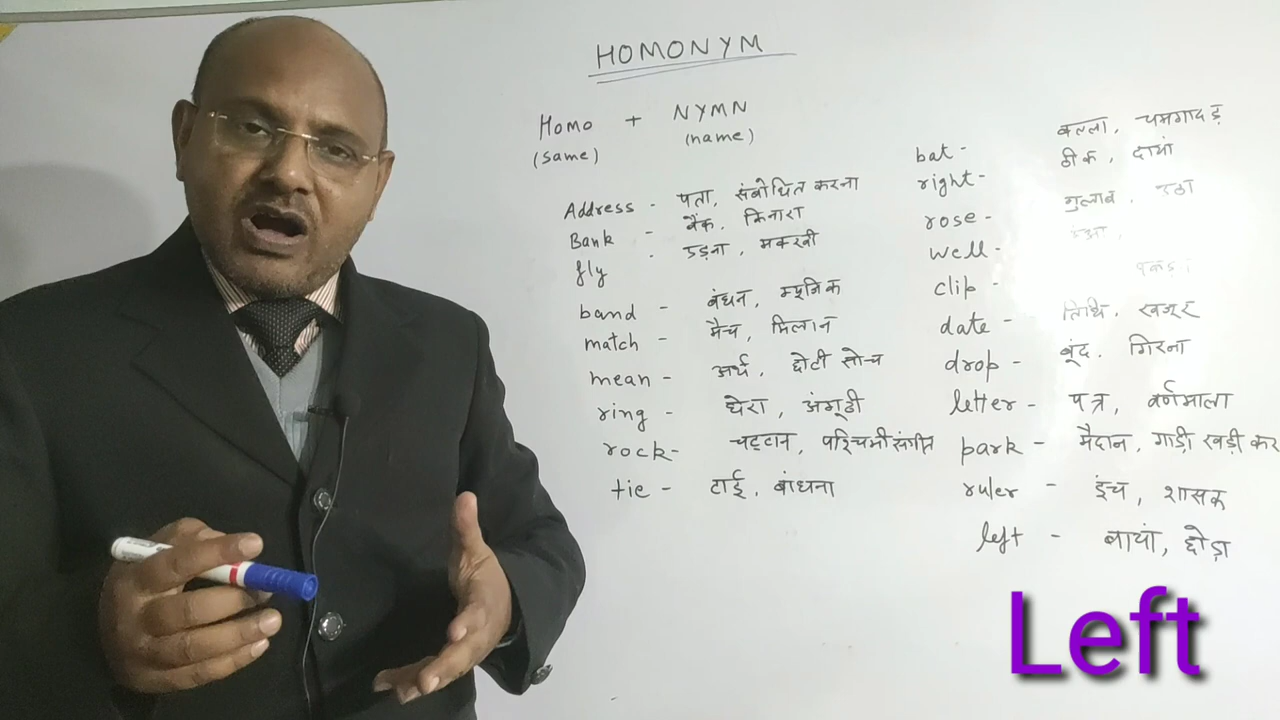 HOMONYM
Homo + NYMN
(same) (name)
Address - पता, संबोधित करना
Bank - बैंक, किनारा
fly - उड़ना, मक्खी
band - बंधन, म्यूजिक
match - मैच, मिलान
mean - अर्थ, छोटी सोच
ring - घेरा, अंगूठी
rock - चट्टान, पश्चिमी संगीत
tie - टाई, बांधना
bat - बल्ला, चमगादड़
right - ठीक, दायां
rose - गुलाब,
well -
clip -
date - तिथि, खजूर
drop - बूंद, गिरना
letter - पत्र, वर्णमाला
park - मैदान, गाड़ी खड़ी कर
ruler - इंच, शासक
left - बायां, छोड़ा
Left